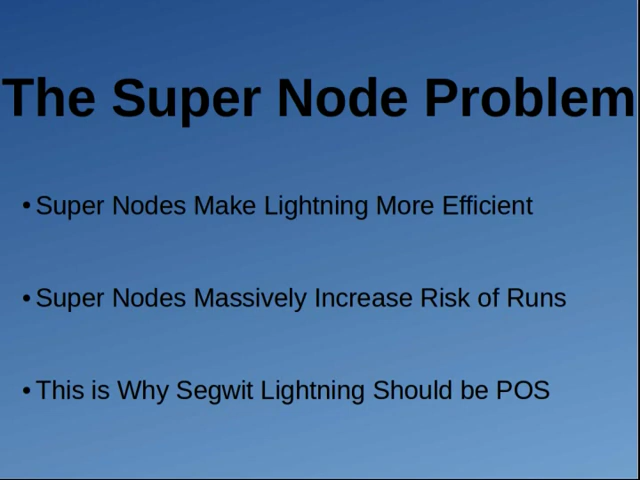 The Super Node Problem
• Super Nodes Make Lightning More Efficient
• Super Nodes Massively Increase Risk of Runs
• This is Why Segwit Lightning Should be POS